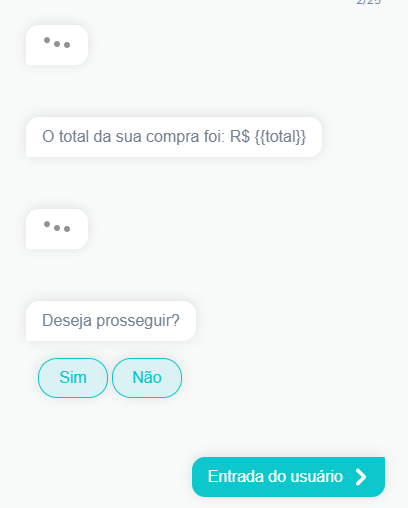 2/25
O total da sua compra foi: R$ {{total}}
Deseja prosseguir?
Sim
Não
Entrada do usuário